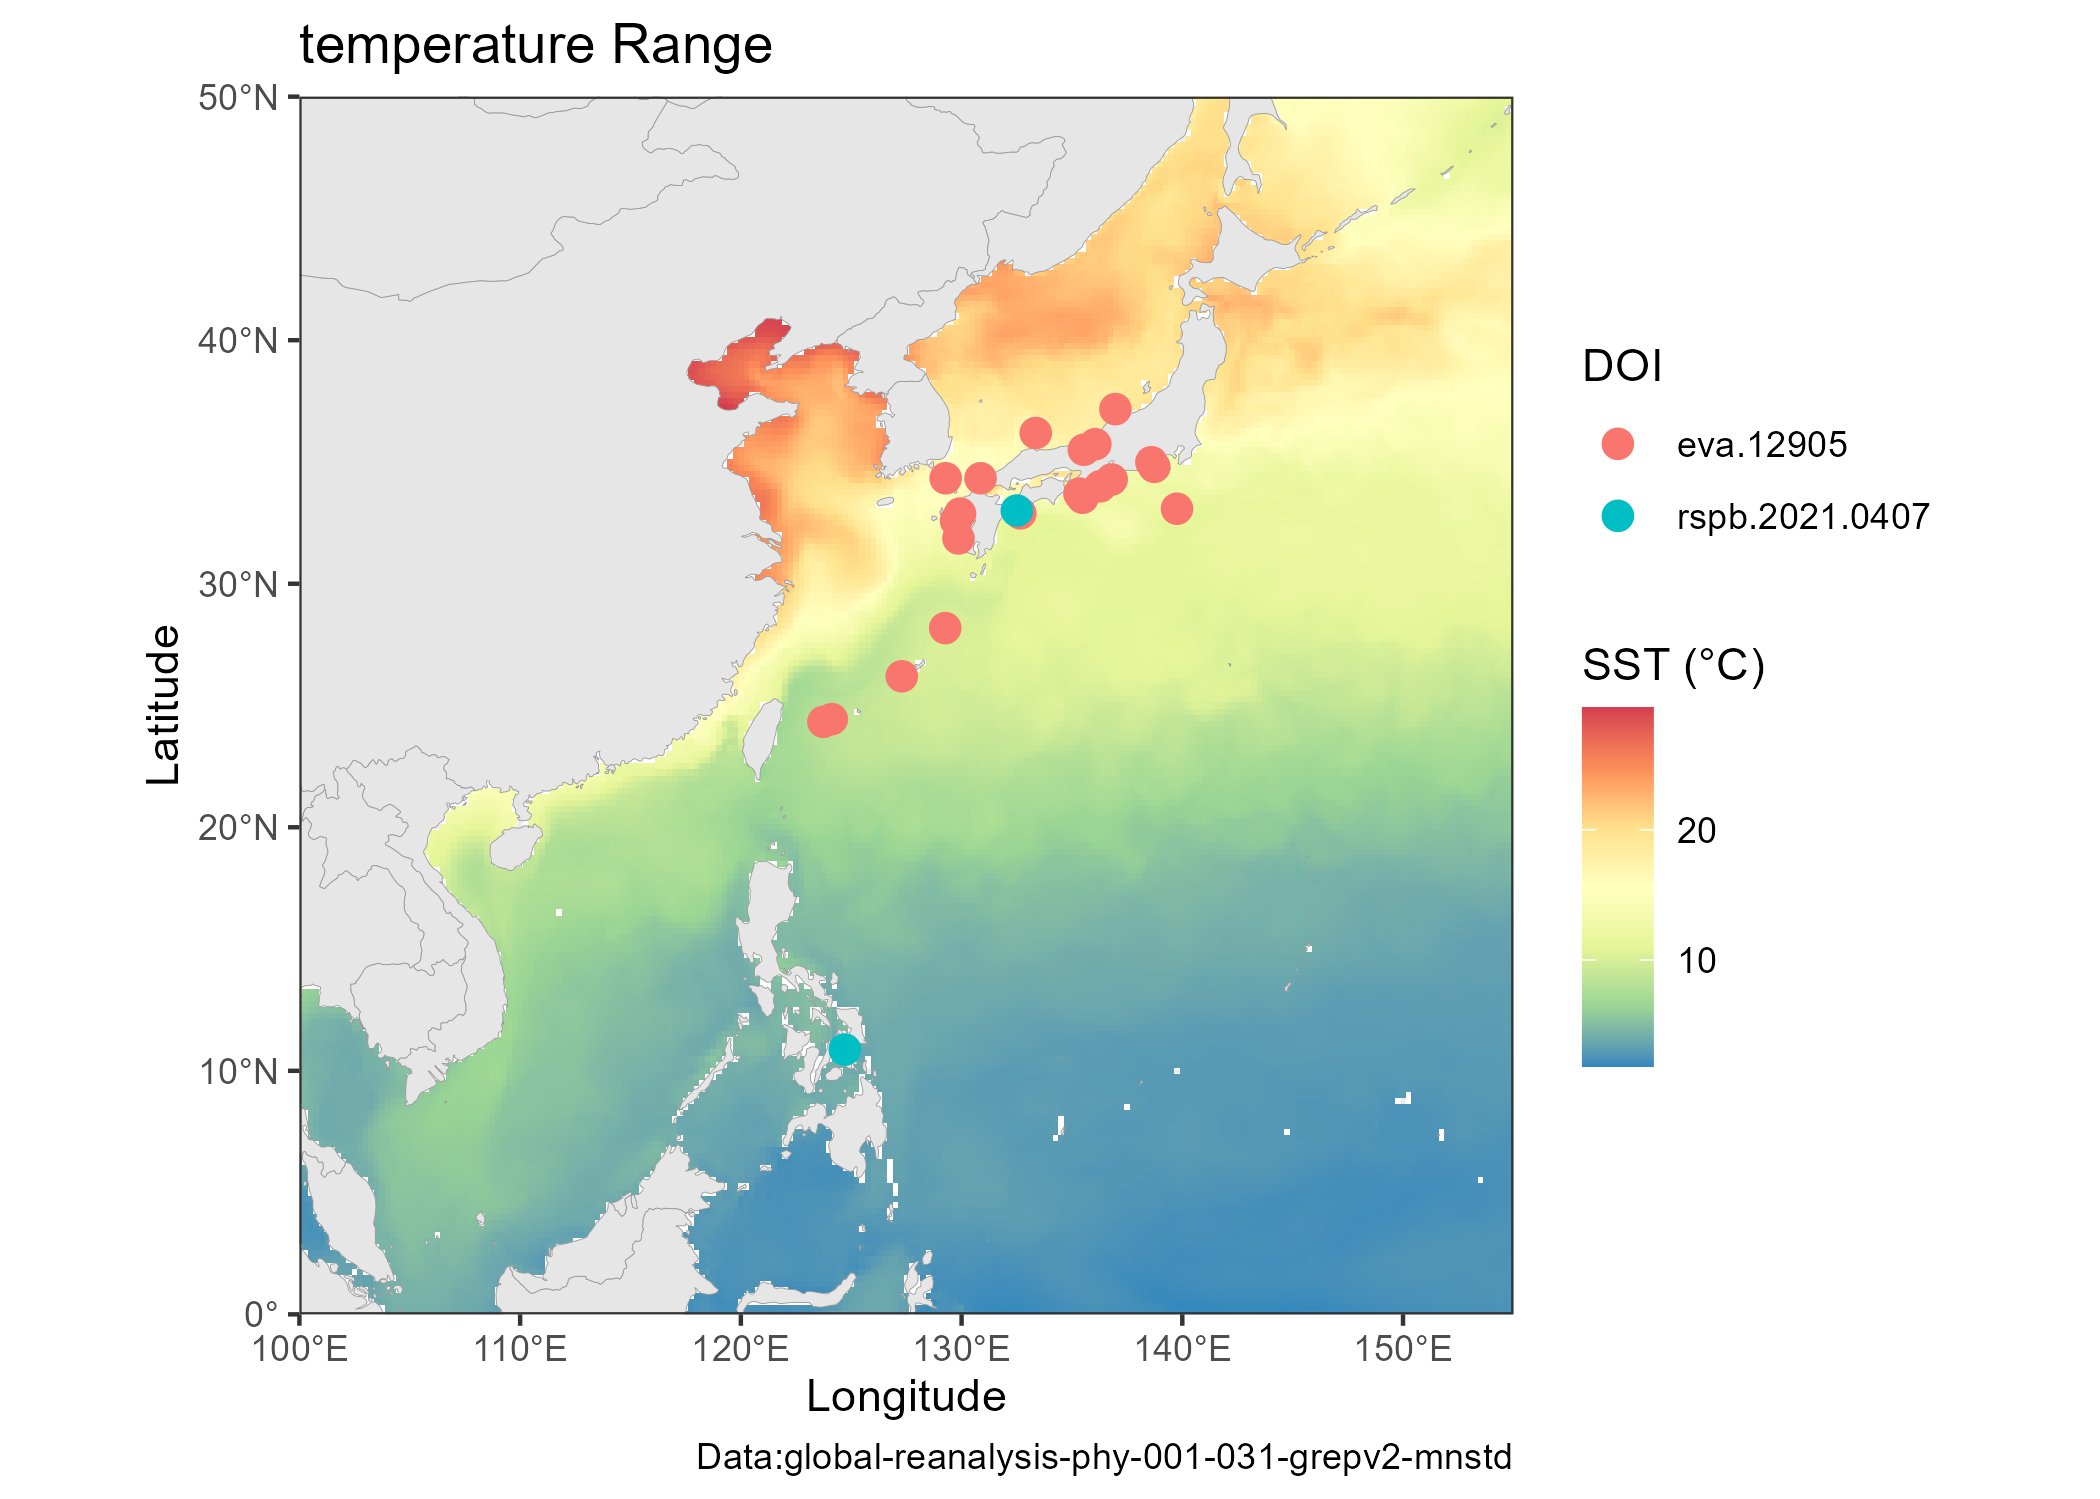 temperature Range
50°N
40°N
30°N
20°N
10°N
0°
Latitude
100°E
110°E
120°E
130°E
140°E
150°E
Longitude
Data:global-reanalysis-phy-001-031-grepv2-mnstd
DOI
eva.12905
rspb.2021.0407
SST (°C)
20
10